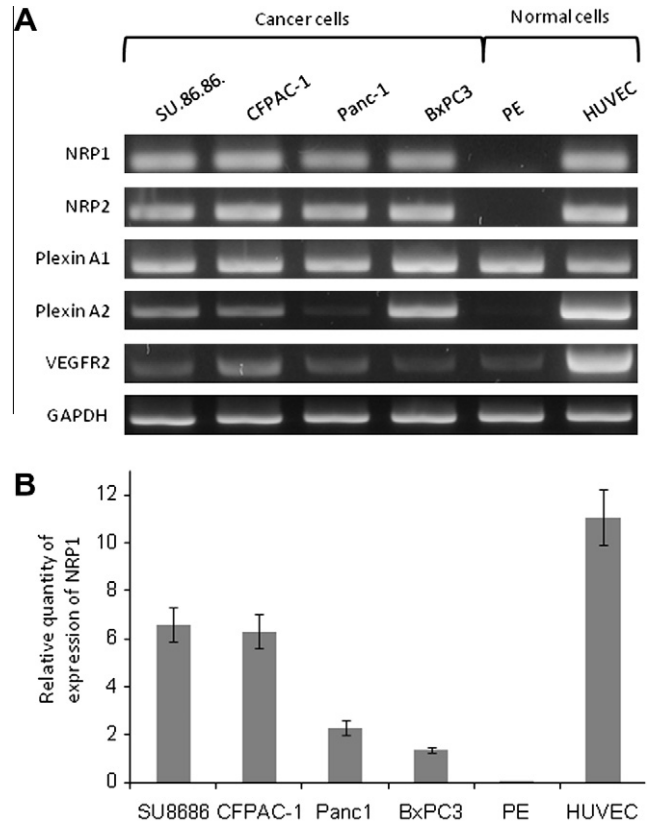 A
Cancer cells
Normal cells
SU.86.86.
CFPAC-1
Panc-1
BxPC3
PE
HUVEC
NRP1
NRP2
Plexin A1
Plexin A2
VEGFR2
GAPDH
B
Relative quantity of
expression of NRP1
12
10
8
6
4
2
0
SU8686
CFPAC-1
Panc1
BxPC3
PE
HUVEC